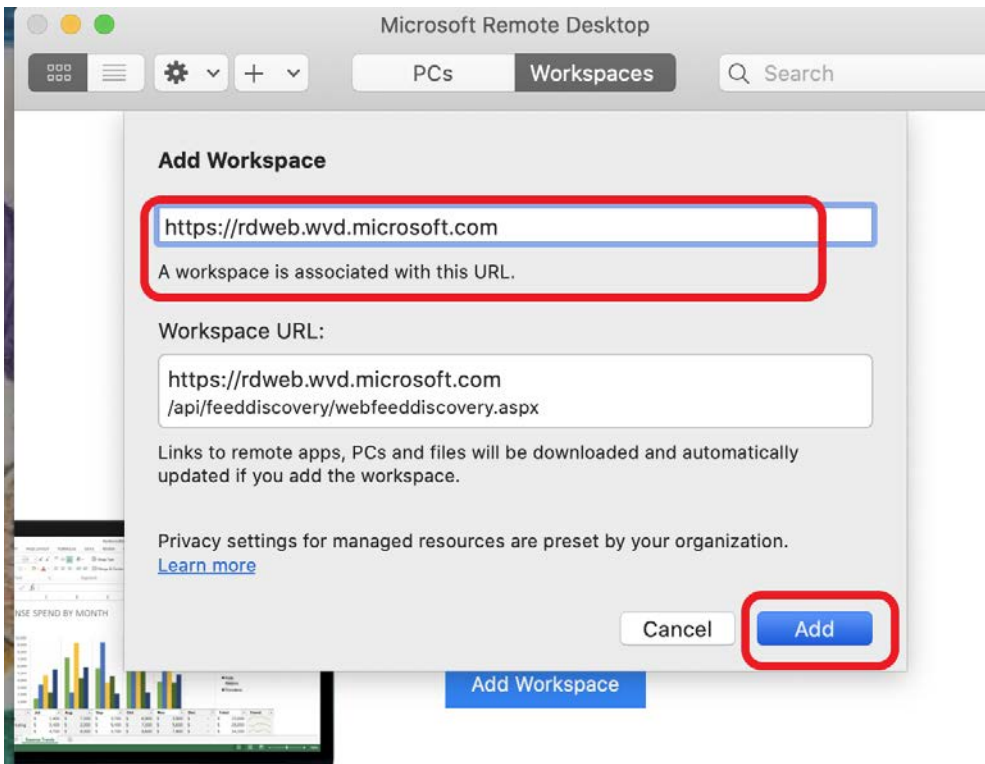 Microsoft Remote Desktop
PCs
Workspaces
Search
Add Workspace
https://rdweb.wvd.microsoft.com
A workspace is associated with this URL.
Workspace URL:
https://rdweb.wvd.microsoft.com
/api/feeddiscovery/webfeeddiscovery.aspx
Links to remote apps, PCs and files will be downloaded and automatically
updated if you add the workspace.
Privacy settings for managed resources are preset by your organization.
Learn more
Cancel
Add
NSE SPEND BY MONTH
Add Workspace